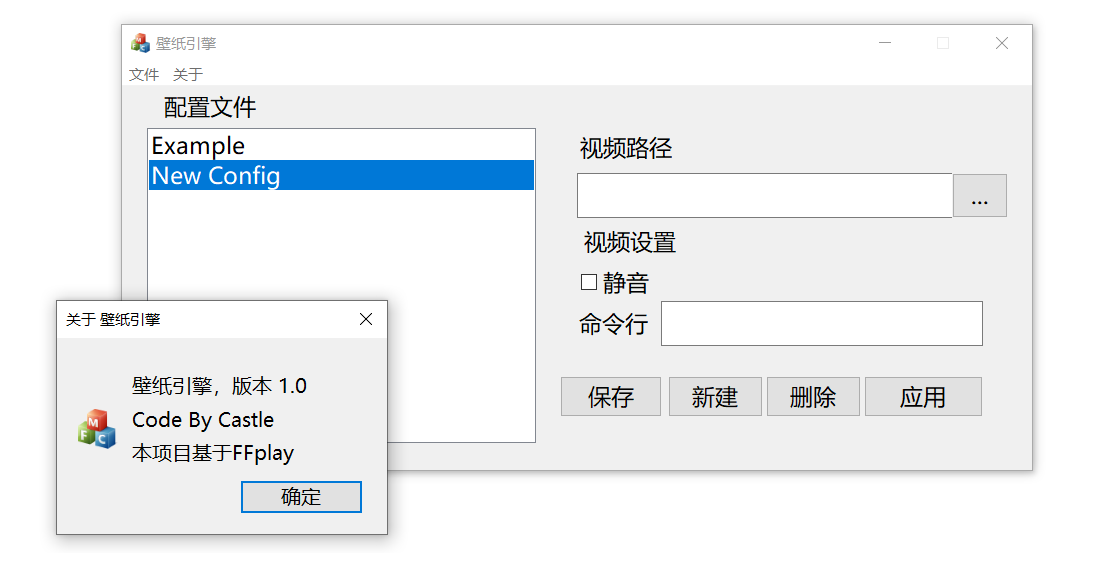 壁纸引擎
文件 关于
配置文件
Example
New Config
视频路径
...
视频设置
静音
命令行
保存 新建 删除 应用
关于 壁纸引擎
壁纸引擎，版本 1.0
Code By Castle
本项目基于FFplay
确定
M
F C